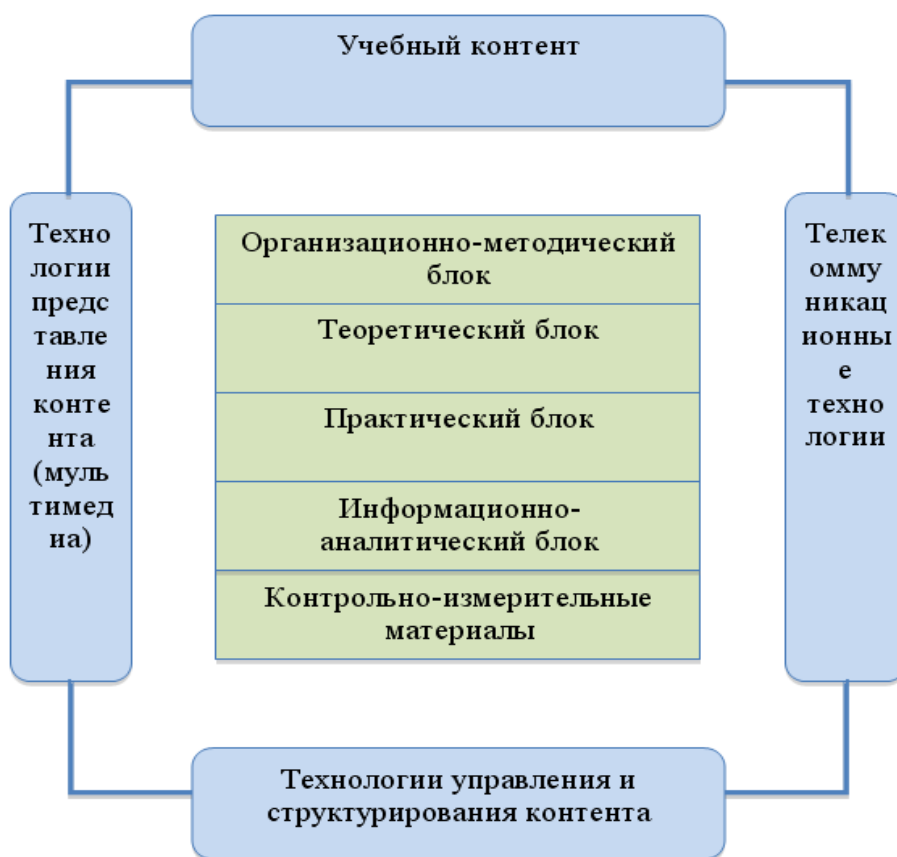 Учебный контент
Техно
логии
предс
тавле
ния
конте
нта
(муль
тимед
иа)
Организационно-методический
блок
Теоретический блок
Практический блок
Информационно-
аналитический блок
Контрольно-измерительные
материалы
Телек
омму
никац
ионны
е
техно
логии
Технологии управления и
структурирования контента